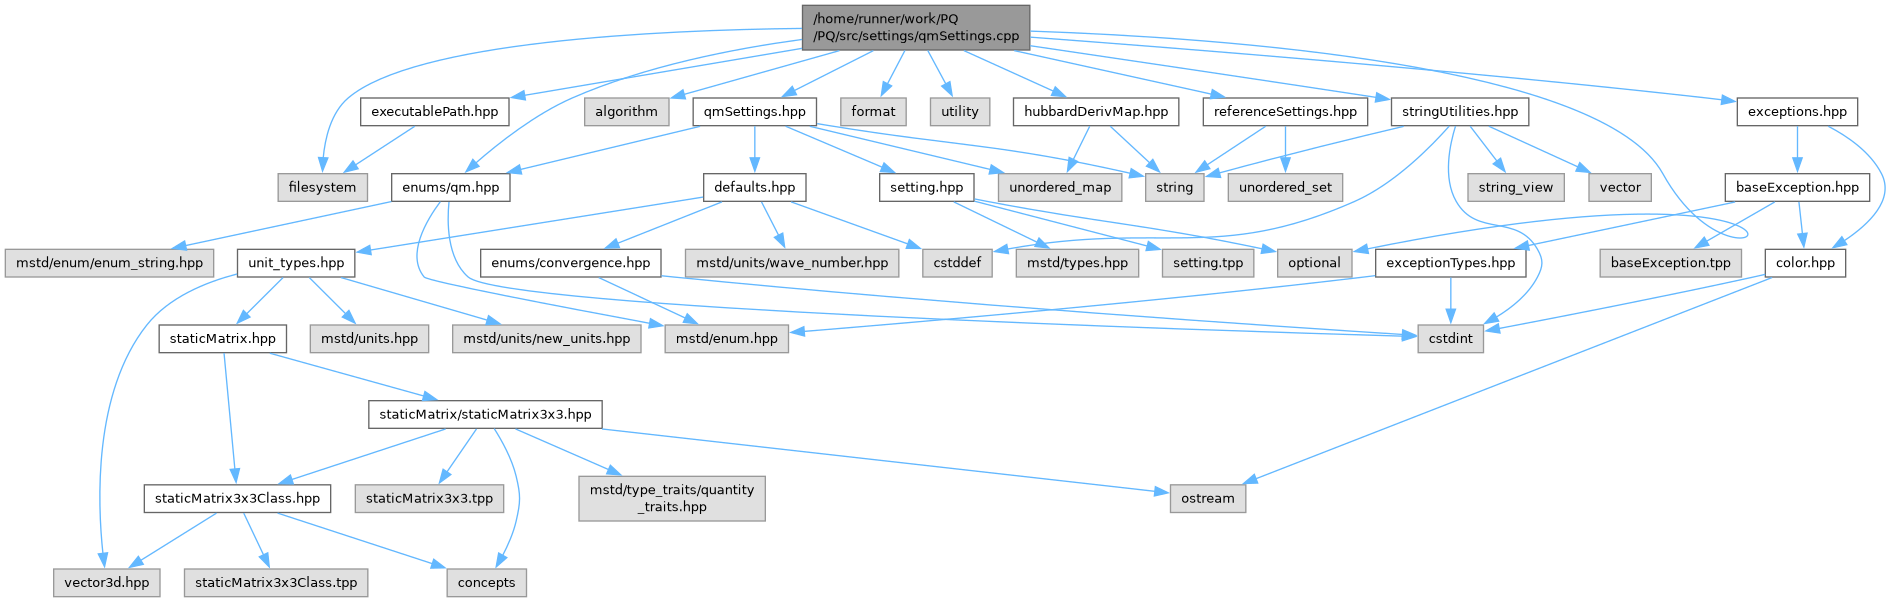 /home/runner/work/PQ
/PQ/src/settings/qmSettings.cpp
executablePath.hpp
algorithm
qmSettings.hpp
format
utility
hubbardDerivMap.hpp
referenceSettings.hpp
stringUtilities.hpp
exceptions.hpp
filesystem
enums/qm.hpp
defaults.hpp
setting.hpp
unordered_map
string
unordered_set
string_view
vector
baseException.hpp
mstd/enum/enum_string.hpp
unit_types.hpp
enums/convergence.hpp
mstd/units/wave_number.hpp
cstddef
mstd/types.hpp
setting.tpp
optional
exceptionTypes.hpp
baseException.tpp
color.hpp
staticMatrix.hpp
mstd/units.hpp
mstd/units/new_units.hpp
mstd/enum.hpp
cstdint
staticMatrix/staticMatrix3x3.hpp
staticMatrix3x3Class.hpp
staticMatrix3x3.tpp
mstd/type_traits/quantity
_traits.hpp
ostream
vector3d.hpp
staticMatrix3x3Class.tpp
concepts